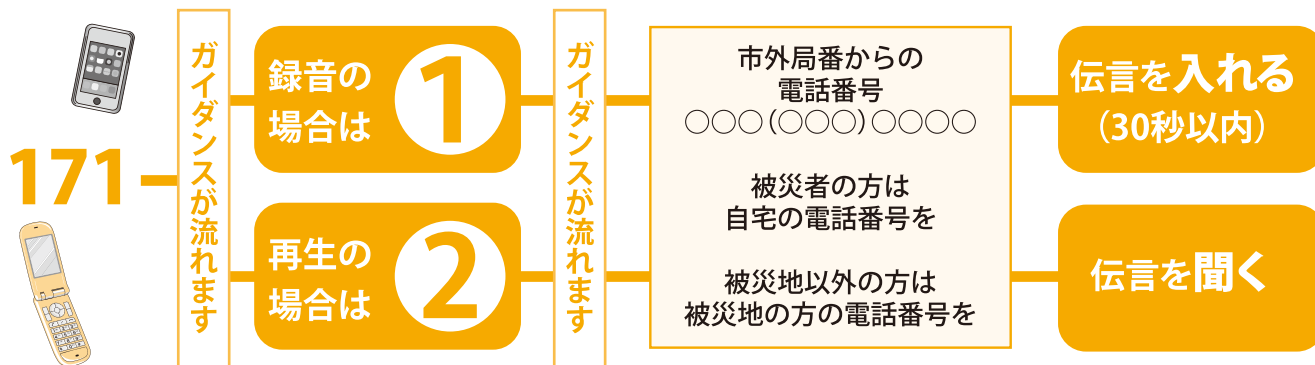 171
ガイダンスが流れます
録音の
場合は
1
再生の
場合は
2
ガイダンスが流れます
市外局番からの
電話番号
○○○(○○○)○○○○
被災者の方は
自宅の電話番号を
被災地以外の方は
被災地の方の電話番号を
伝言を入れる
(30秒以内)
伝言を聞く